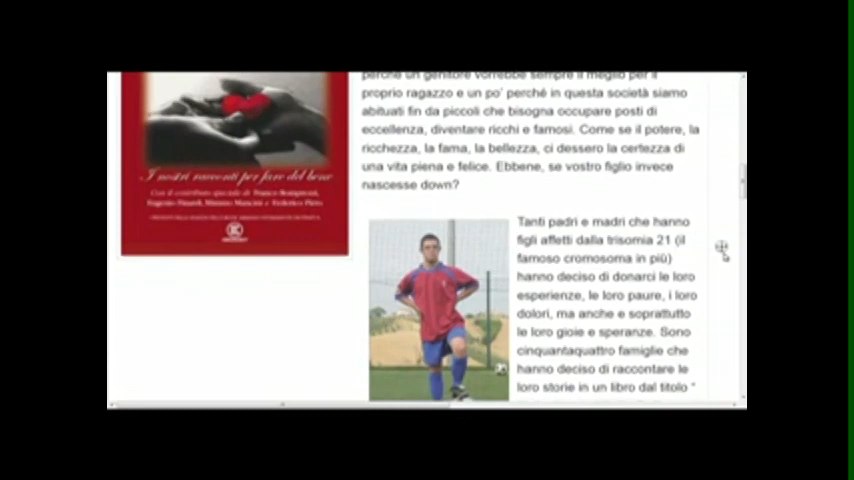 I nostri racconti per fare del bene
Con il contributo speciale di
perché un genitore vorrebbe sempre il meglio per il
proprio ragazzo e un po' perché in questa società siamo
abituati fin da piccoli che bisogna occupare posti di
eccellenza, diventare ricchi e famosi. Come se il potere, la
ricchezza, la fama, la bellezza, ci dessero la certezza di
una vita piena e felice. Ebbene, se vostro figlio invece
nascesse down?
Tanti padri e madri che hanno
figli affetti dalla trisomia 21 (il
famoso cromosoma in più)
hanno deciso di donarci le loro
esperienze, le loro paure, i loro
dolori, ma anche e soprattutto
le loro gioie e speranze. Sono
cinquantaquattro famiglie che
hanno deciso di raccontare le
loro storie in un libro dal titolo "